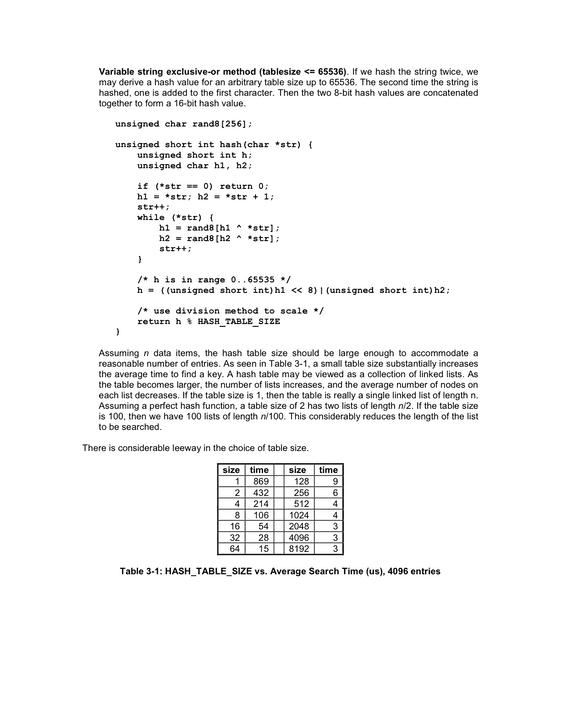 Variable string exclusive-or method (tablesize <= 65536). If we hash the string twice, we
may derive a hash value for an arbitrary table size up to 65536. The second time the string is
hashed, one is added to the first character. Then the two 8-bit hash values are concatenated
together to form a 16-bit hash value.
unsigned char rand8[256];
unsigned short int hash(char *str) {
unsigned short int h;
unsigned char h1, h2;
if (*str == 0) return 0;
h1 = *str; h2 = *str + 1;
str++;
while (*str) {
h1 = rand8[h1 ^ *str];
h2 = rand8[h2 ^ *str];
str++;
}
/* h is in range 0..65535 */
h = ((unsigned short int)h1 << 8)|(unsigned short int)h2;
/* use division method to scale */
return h % HASH_TABLE_SIZE
}
Assuming n data items, the hash table size should be large enough to accommodate a
reasonable number of entries. As seen in Table 3-1, a small table size substantially increases
the average time to find a key. A hash table may be viewed as a collection of linked lists. As
the table becomes larger, the number of lists increases, and the average number of nodes on
each list decreases. If the table size is 1, then the table is really a single linked list of length n.
Assuming a perfect hash function, a table size of 2 has two lists of length n/2. If the table size
is 100, then we have 100 lists of length n/100. This considerably reduces the length of the list
to be searched.
There is considerable leeway in the choice of table size.
size time size time
1 869 128 9
2 432 256 6
4 214 512 4
8 106 1024 4
16 54 2048 3
32 28 4096 3
64 15 8192 3
Table 3-1: HASH_TABLE_SIZE vs. Average Search Time (us), 4096 entries